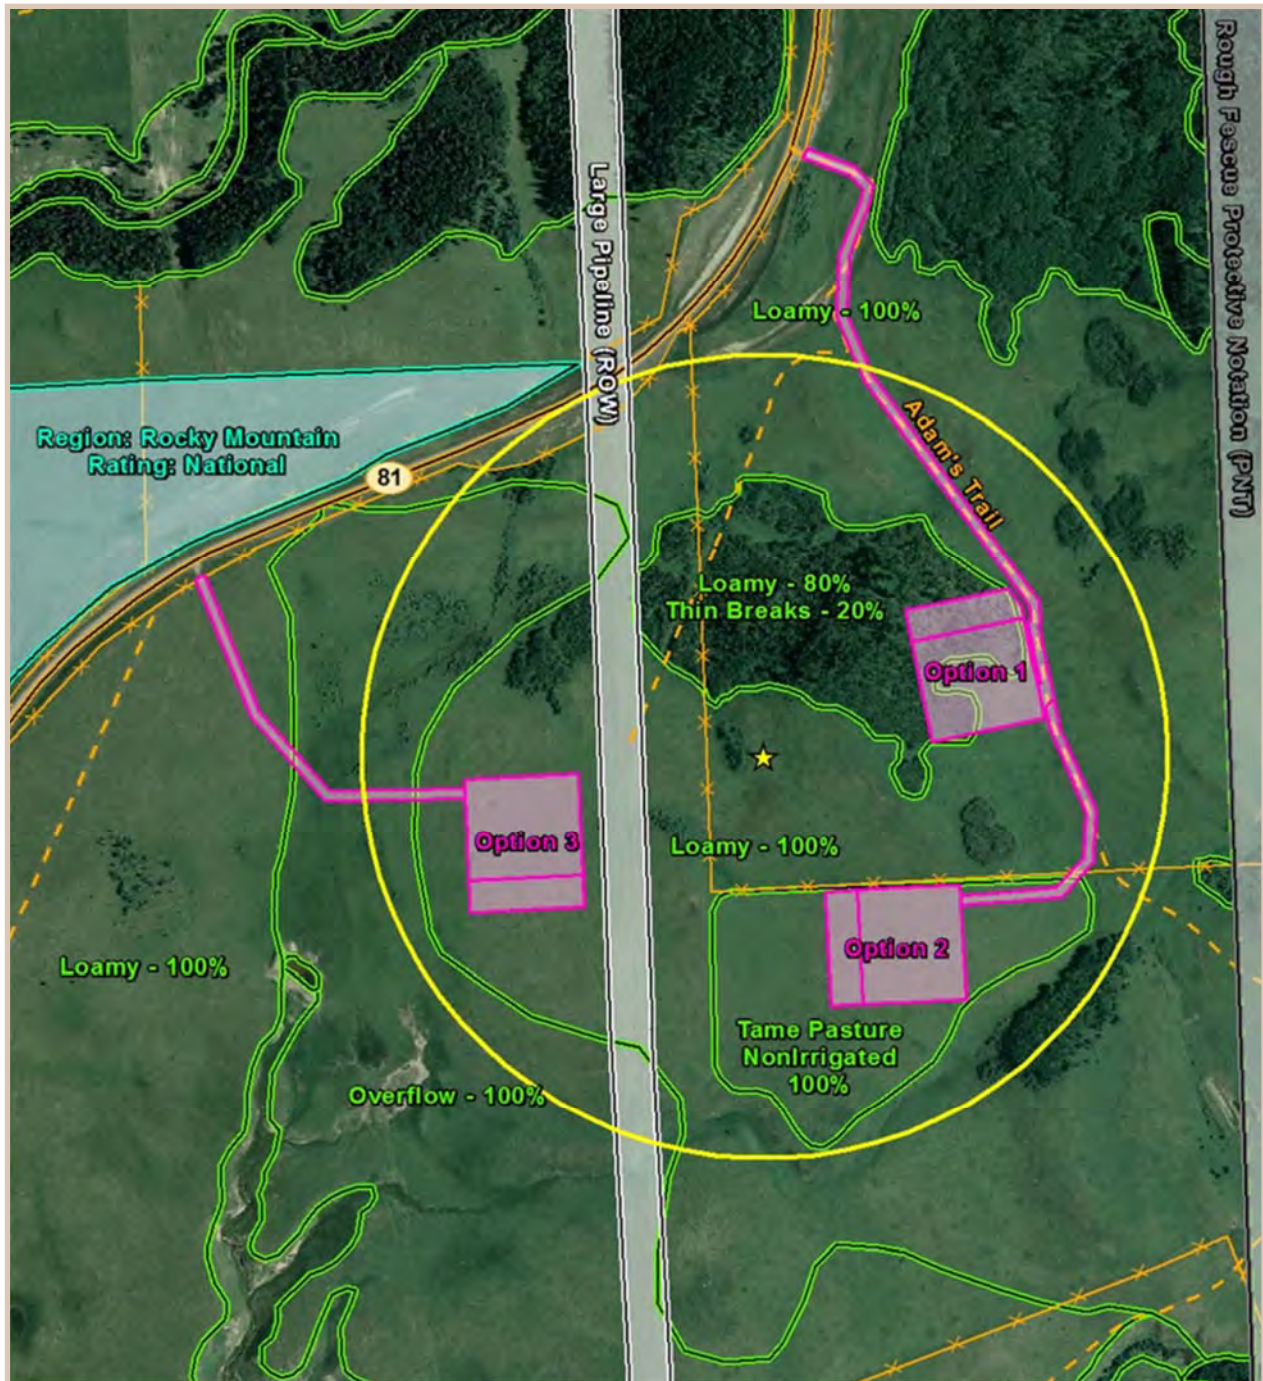 Rough Fescue Protective Notation (PNT)
Large Pipeline (ROW)
Loamy - 100%
Adam's Trail
Region: Rocky Mountain
Rating: National
81
Loamy - 80%
Thin Breaks - 20%
Option 1
Option 3
Loamy - 100%
Option 2
Loamy - 100%
Tame Pasture
NonIrrigated
100%
Overflow - 100%